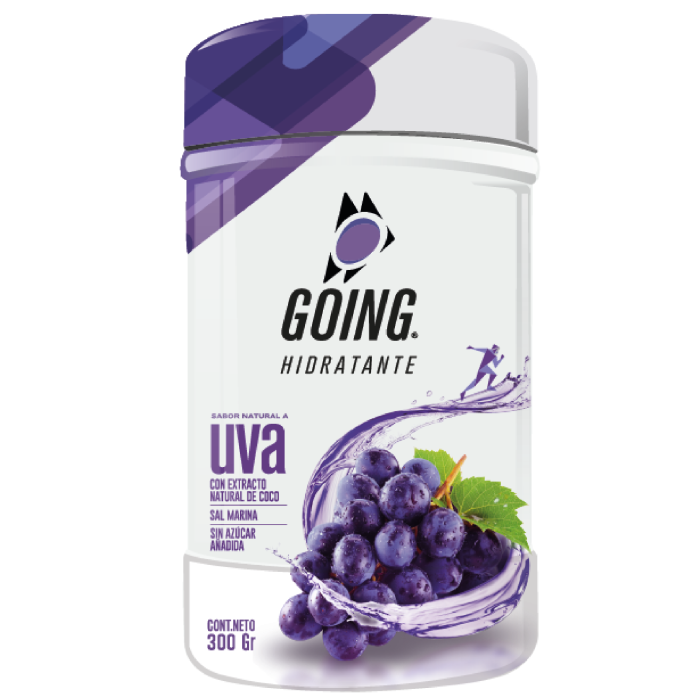 GOING®
HIDRATANTE
SABOR NATURAL A
uva
CON EXTRACTO
NATURAL DE COCO
SAL MARINA
SIN AZÚCAR
AÑADIDA
CONT.NETO
300 Gr